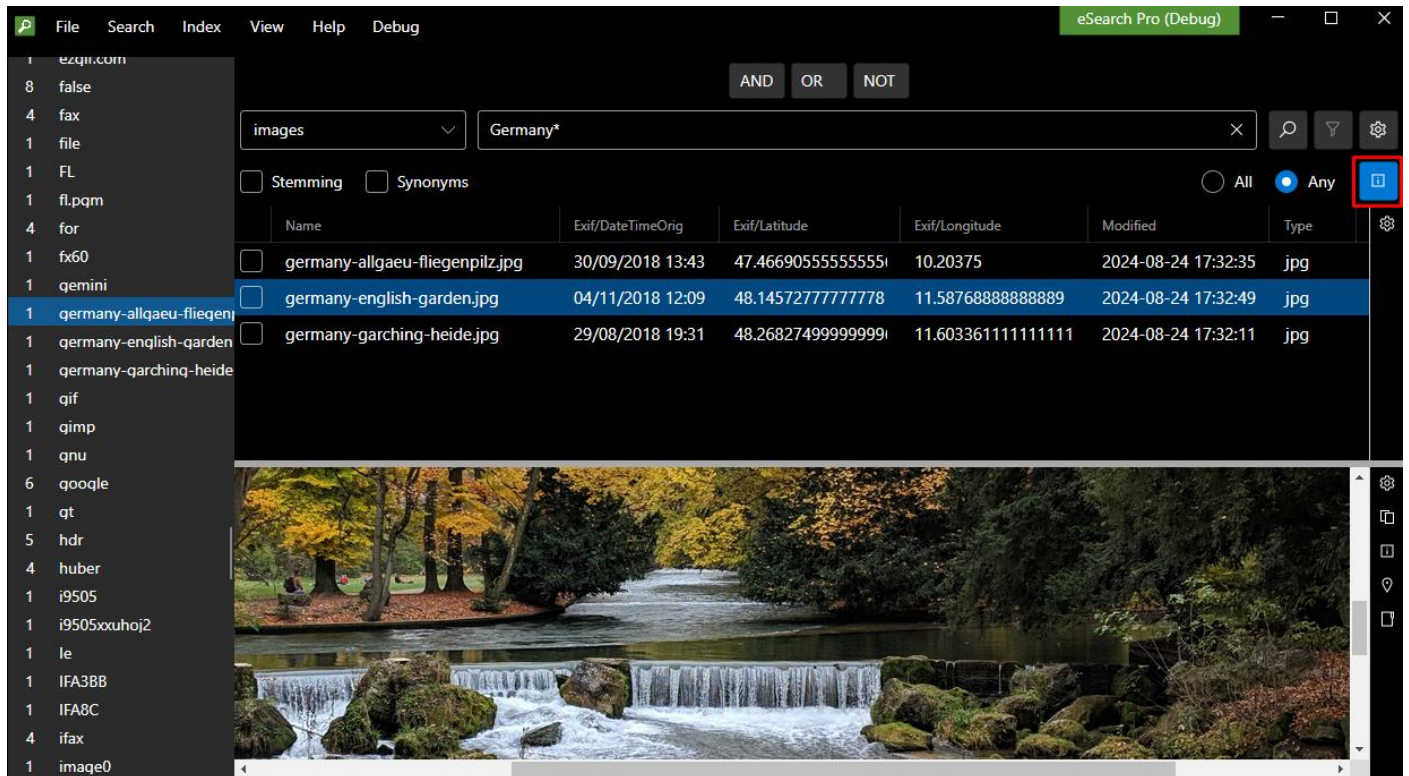 File Search Index View Help Debug
eSearch Pro (Debug)
1 ezgif.com
8 false
4 fax
1 file
1 FL
1 fl.pgm
4 for
1 fx60
1 gemini
1 germany-allgaeu-fliegenp
1 germany-english-garden
1 germany-garching-heide
1 gif
1 gimp
1 gnu
6 google
1 gt
5 hdr
4 huber
1 i9505
1 i9505xxuhoj2
1 le
1 IFA3BB
1 IFA8C
4 ifax
1 image0
AND OR NOT
images Germany*
Stemming Synonyms All Any
Name Exif/DateTimeOrig Exif/Latitude Exif/Longitude Modified Type
germany-allgaeu-fliegenpilz.jpg 30/09/2018 13:43 47.466905555555556 10.20375 2024-08-24 17:32:35 jpg
germany-english-garden.jpg 04/11/2018 12:09 48.14572777777778 11.58768888888889 2024-08-24 17:32:49 jpg
germany-garching-heide.jpg 29/08/2018 19:31 48.26827499999999 11.603361111111111 2024-08-24 17:32:11 jpg